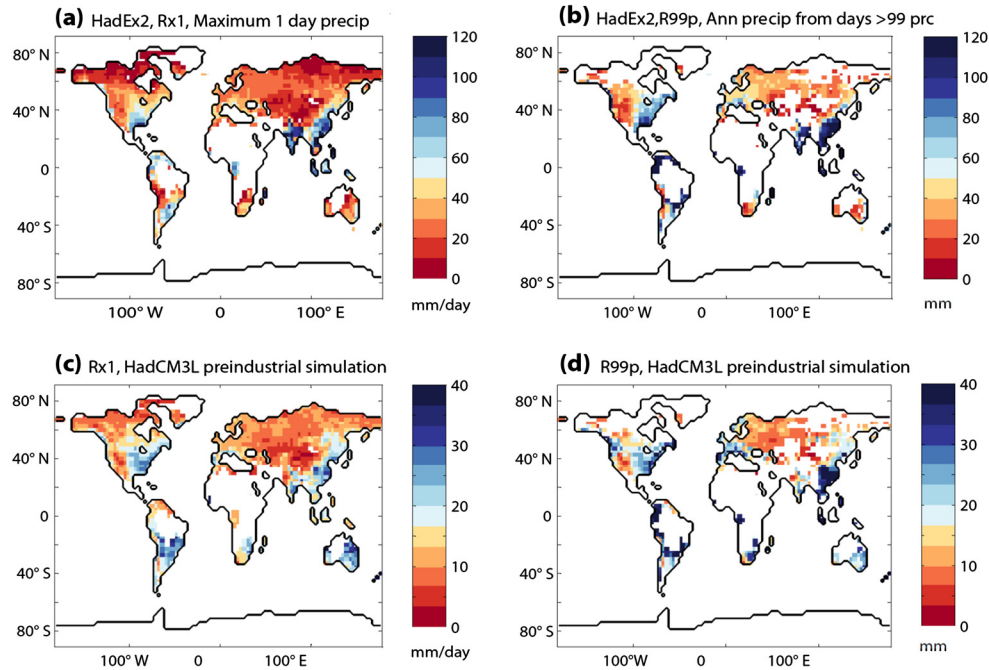 (a) HadEx2, Rx1, Maximum 1 day precip
80° N
40° N
0
40° S
80° S
100° W 0 100° E
120
100
80
60
40
20
0
mm/day
(b) HadEx2,R99p, Ann precip from days >99 prc
80° N
40° N
0
40° S
80° S
100° W 0 100° E
120
100
80
60
40
20
0
mm
(c) Rx1, HadCM3L preindustrial simulation
80° N
40° N
0
40° S
80° S
100° W 0 100° E
40
30
20
10
0
mm/day
(d) R99p, HadCM3L preindustrial simulation
80° N
40° N
0
40° S
80° S
100° W 0 100° E
40
30
20
10
0
mm